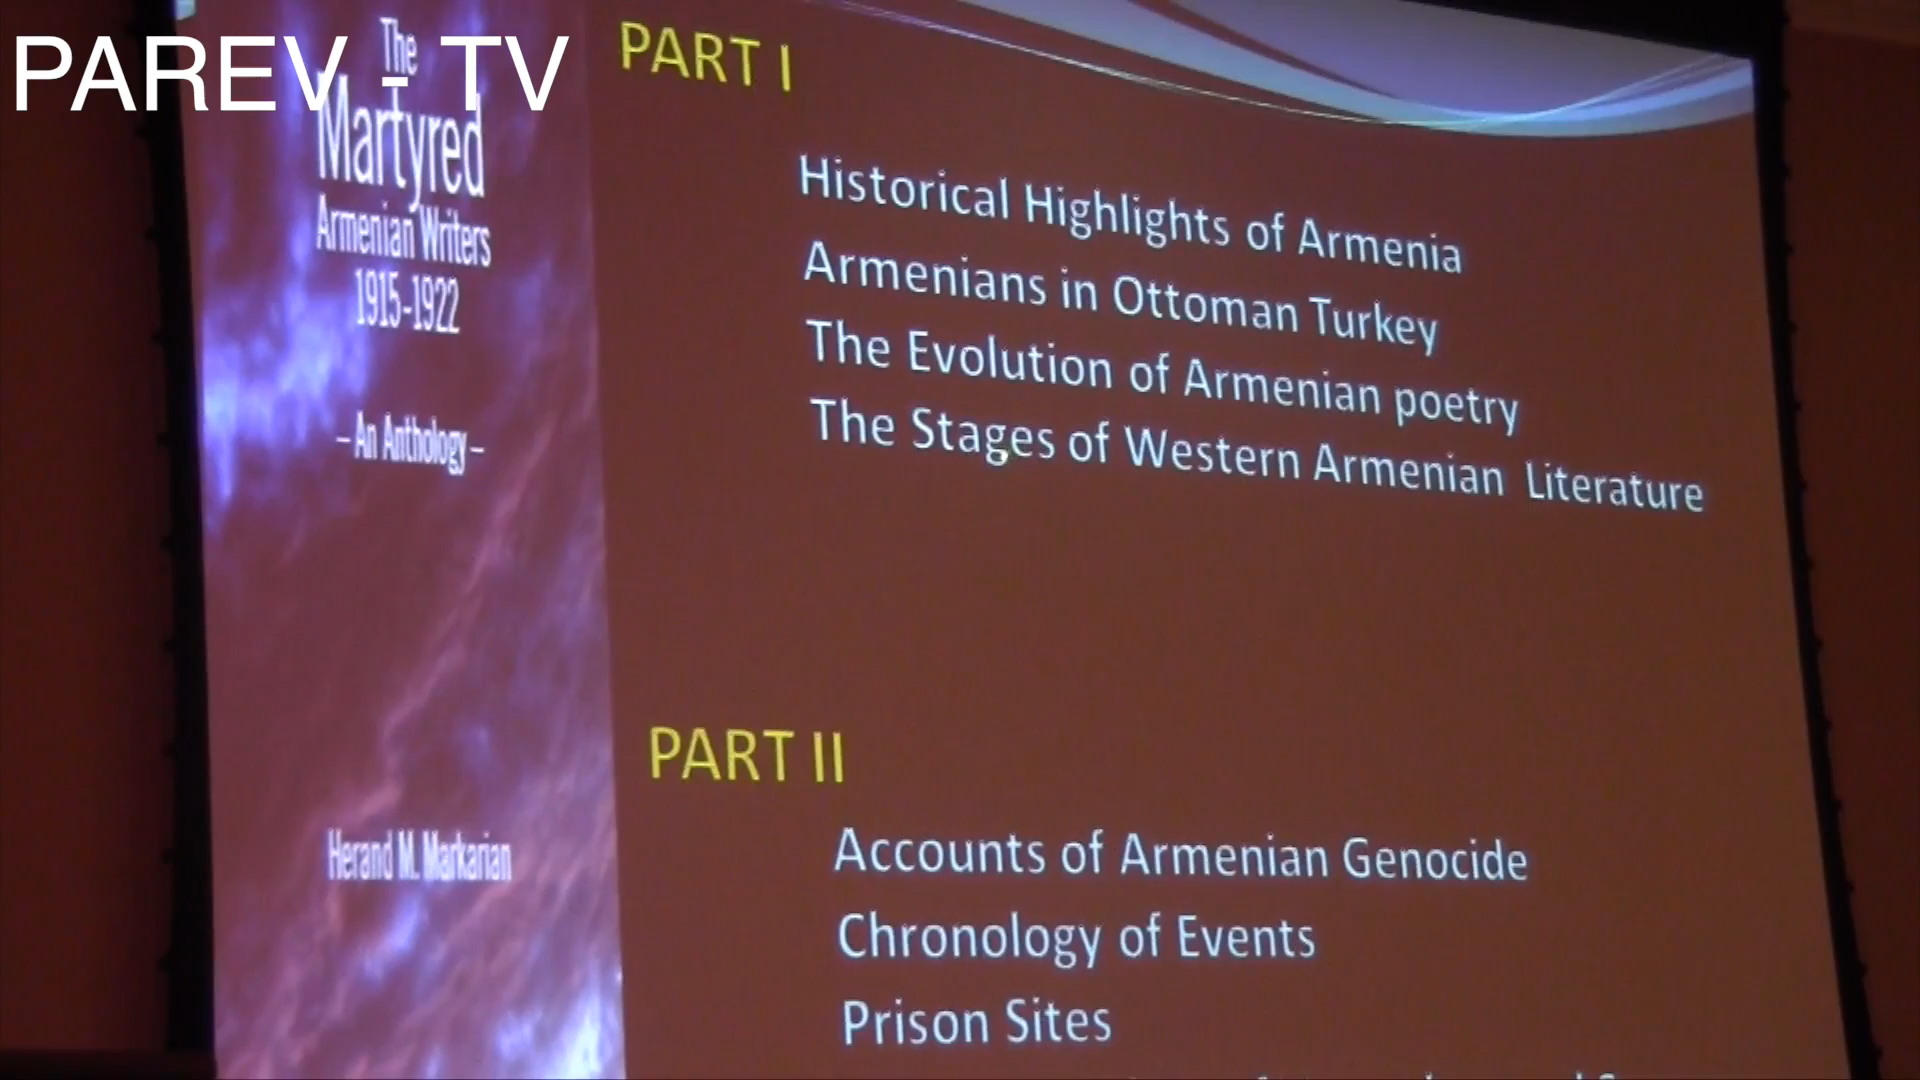 PAREV - TV
The
Martyred
Armenian Writers
1915-1922
– An Anthology –
Herand M. Markarian
PART I
Historical Highlights of Armenia
Armenians in Ottoman Turkey
The Evolution of Armenian poetry
The Stages of Western Armenian Literature
PART II
Accounts of Armenian Genocide
Chronology of Events
Prison Sites